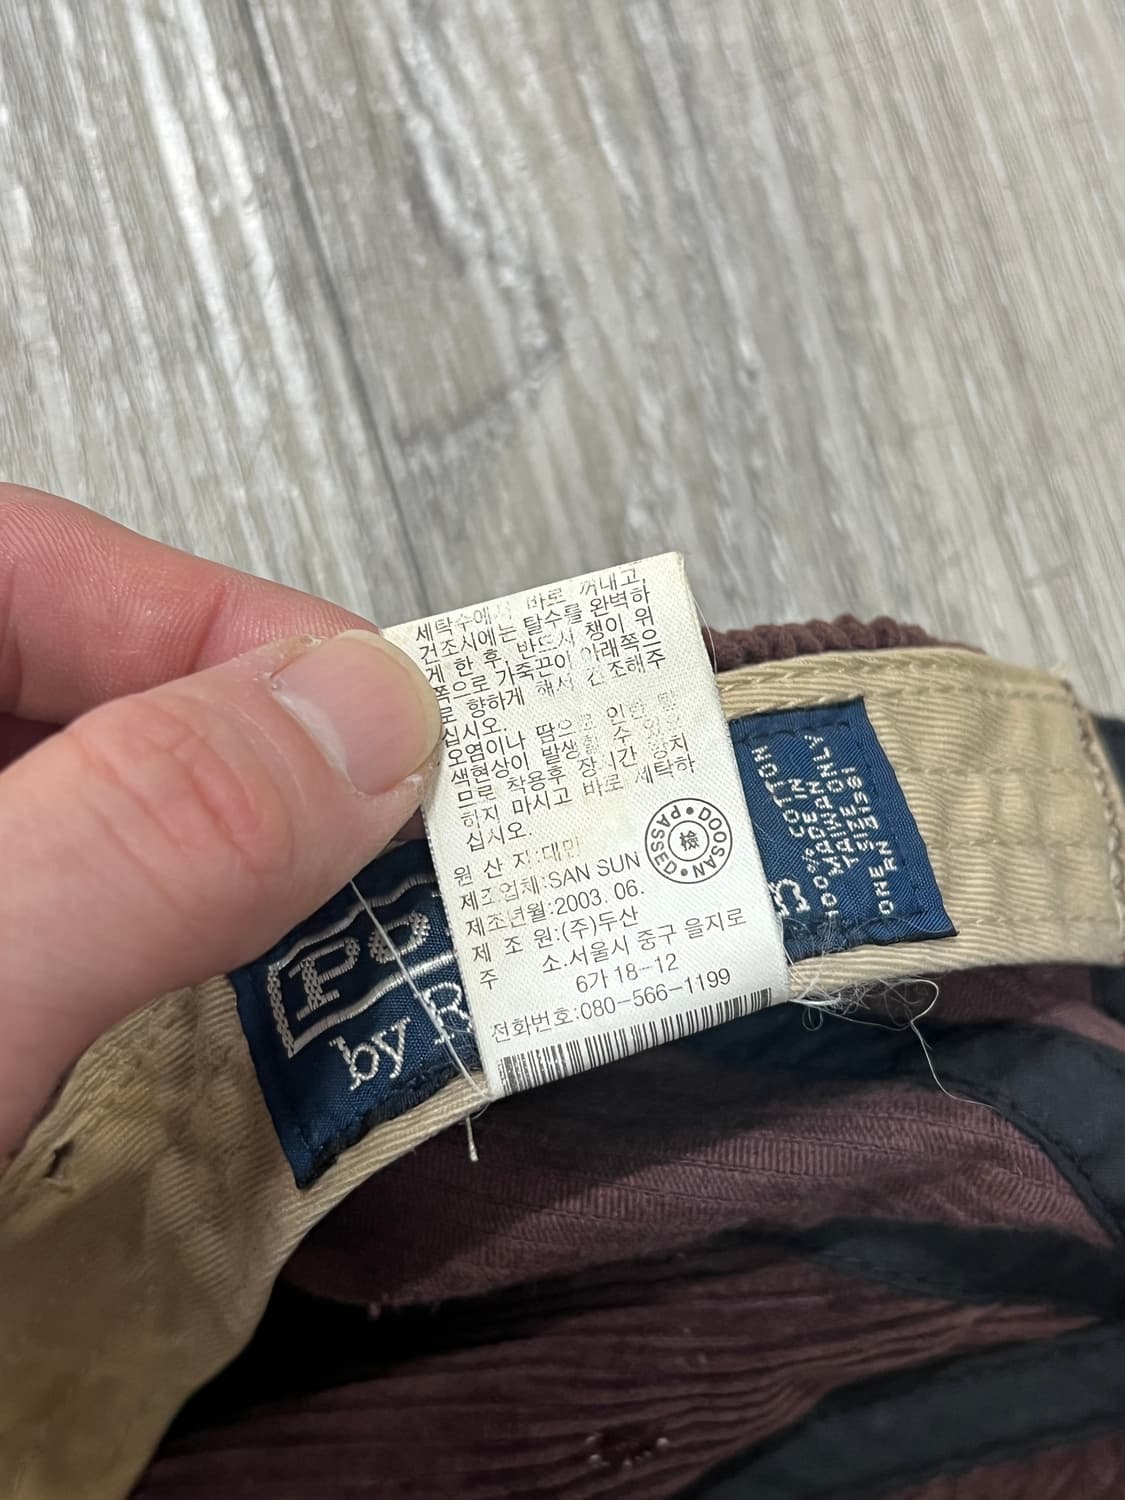 세탁수에서 바로 꺼내고,
건조시에는 탈수를 완벽하
게 한 후, 반드시 챙이 위
쪽으로 가죽끈이 아래쪽으
로 향하게 해서 건조해주
십시오.
오염이나 땀으로 인한 탈
색현상이 발생할 수 있으
므로 착용후 장시간 방치
하지 마시고 바로 세탁하
십시오.
원 산 지:대만
제조업체:SAN SUN
제조년월:2003. 06.
제 조 원:(주)두산
주 소.서울시 중구 을지로
6가 18-12
전화번호:080-566-1199
DOOSAN
檢
PASSED
by R
100% COTTON
MADE IN
TAIWAN ONLY
ONE SIZE
RN